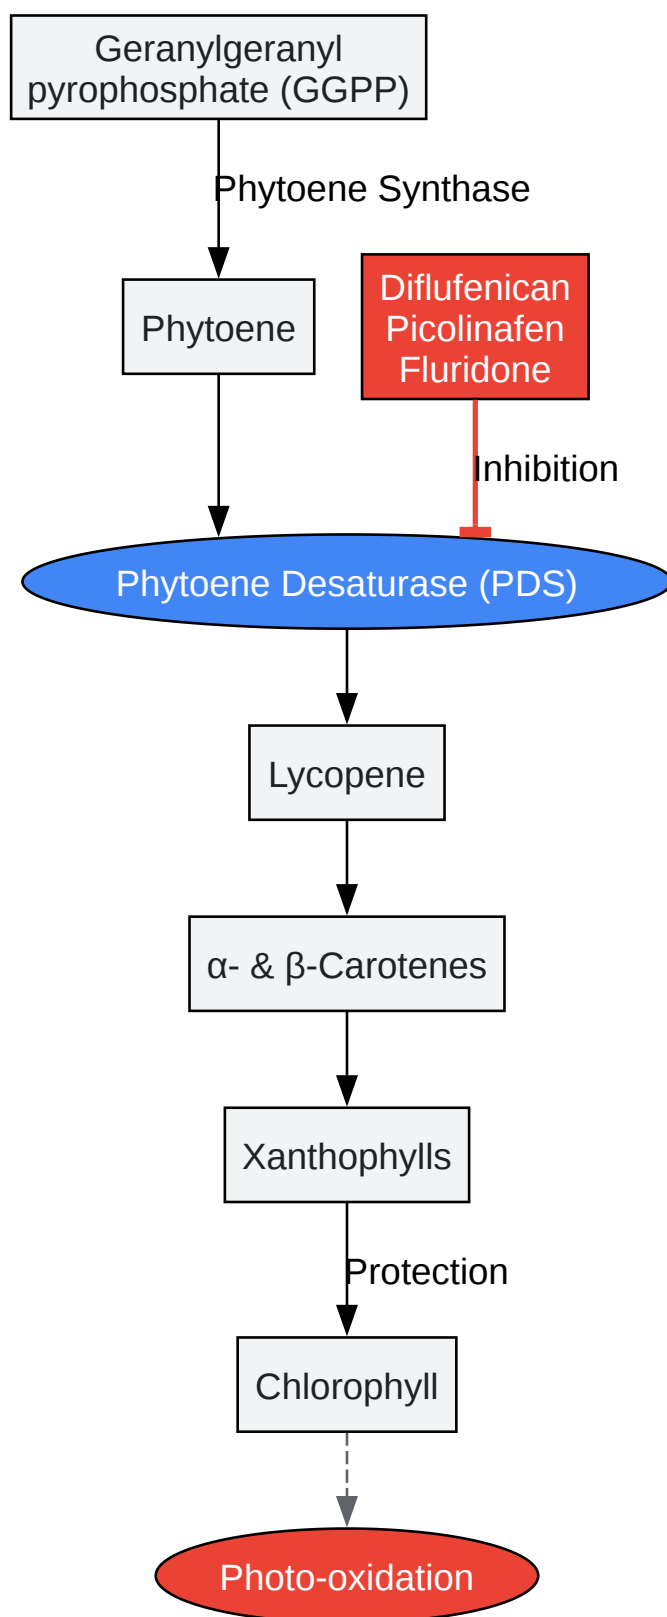 Geranylgeranyl
pyrophosphate (GGPP)
Phytoene Synthase
Phytoene
Diflufenican
Picolinafen
Fluridone
Inhibition
Phytoene Desaturase (PDS)
Lycopene
α- & β-Carotenes
Xanthophylls
Protection
Chlorophyll
Photo-oxidation